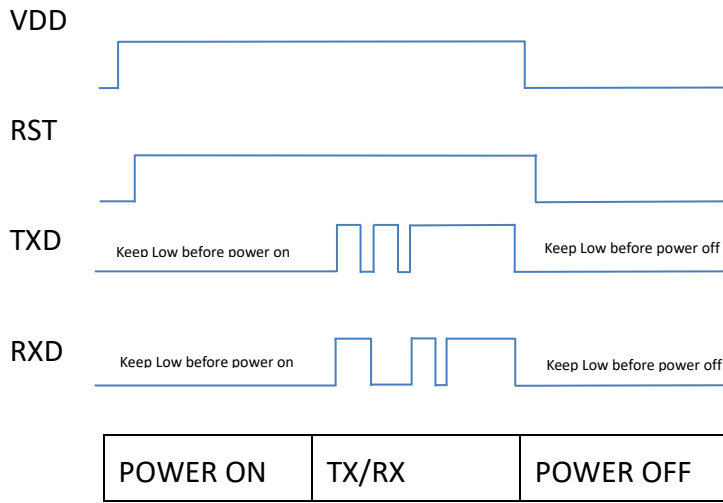 VDD
RST
TXD
Keep Low before power on
Keep Low before power off
RXD
Keep Low before power on
Keep Low before power off
POWER ON
TX/RX
POWER OFF